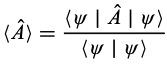 ⟨Â⟩ = ⟨ψ | Â | ψ⟩ / ⟨ψ | ψ⟩